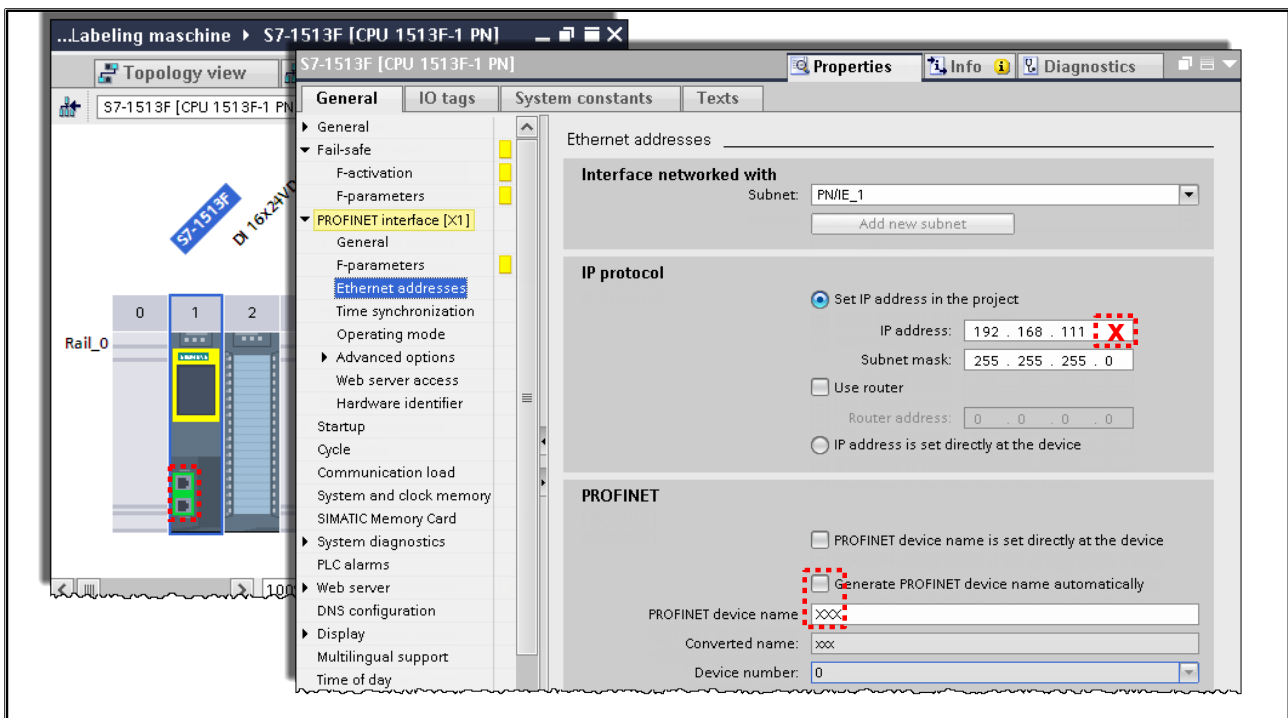 ...Labeling maschine ▸ S7-1513F [CPU 1513F-1 PN]
Topology view
S7-1513F [CPU 1513F-1 PN
S7-1513F
DI 16x24VD
0 1 2
Rail_0
SIEMENS
100
S7-1513F [CPU 1513F-1 PN]
Properties Info Diagnostics
General IO tags System constants Texts
General
Fail-safe
F-activation
F-parameters
PROFINET interface [X1]
General
F-parameters
Ethernet addresses
Time synchronization
Operating mode
Advanced options
Web server access
Hardware identifier
Startup
Cycle
Communication load
System and clock memory
SIMATIC Memory Card
System diagnostics
PLC alarms
Web server
DNS configuration
Display
Multilingual support
Time of day
Ethernet addresses
Interface networked with
Subnet: PN/IE_1
Add new subnet
IP protocol
Set IP address in the project
IP address: 192 . 168 . 111 . X
Subnet mask: 255 . 255 . 255 . 0
Use router
Router address: 0 . 0 . 0 . 0
IP address is set directly at the device
PROFINET
PROFINET device name is set directly at the device
Generate PROFINET device name automatically
PROFINET device name xxx
Converted name: xxx
Device number: 0